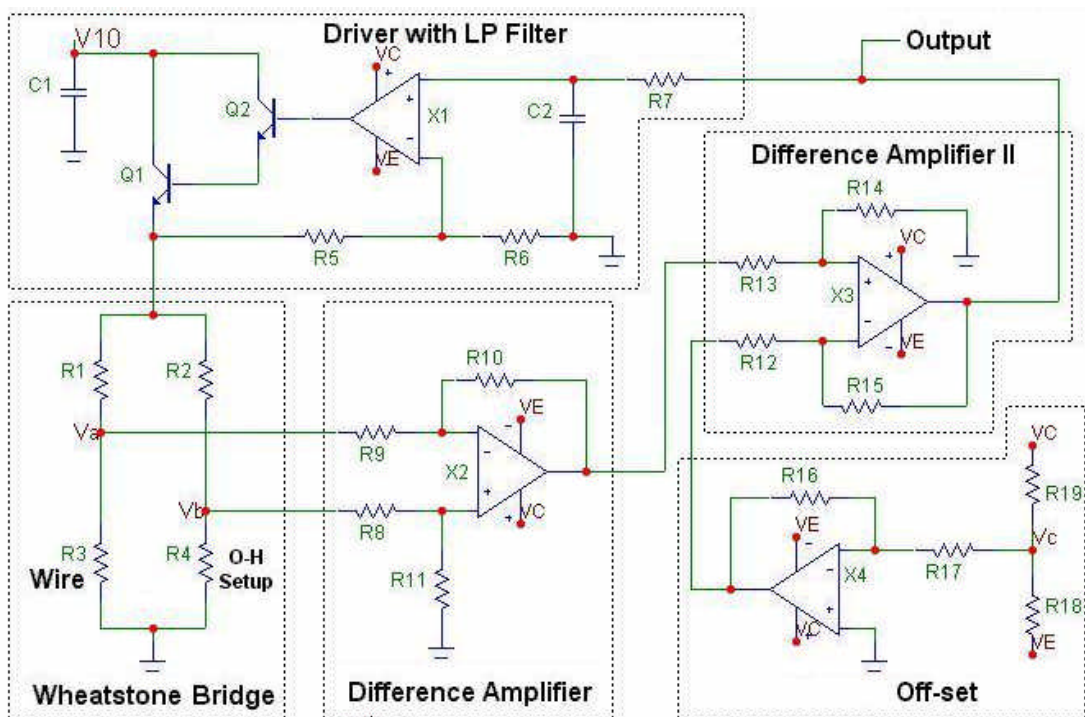 Driver with LP Filter
V10
C1
Q2
Q1
VC
+
+
-
X1
VE
C2
R7
Output
R5
R6
Difference Amplifier II
R14
VC
+
R13
+
X3
-
R12
-
VE
R15
R1
R2
Va
Vb
R3
R4
Wire
O-H
Setup
Wheatstone Bridge
R10
VE
-
R9
-
X2
+
R8
VC
+
R11
Difference Amplifier
VC
R19
Vc
R16
VE
-
-
X4
R17
+
VC
+
R18
VE
Off-set